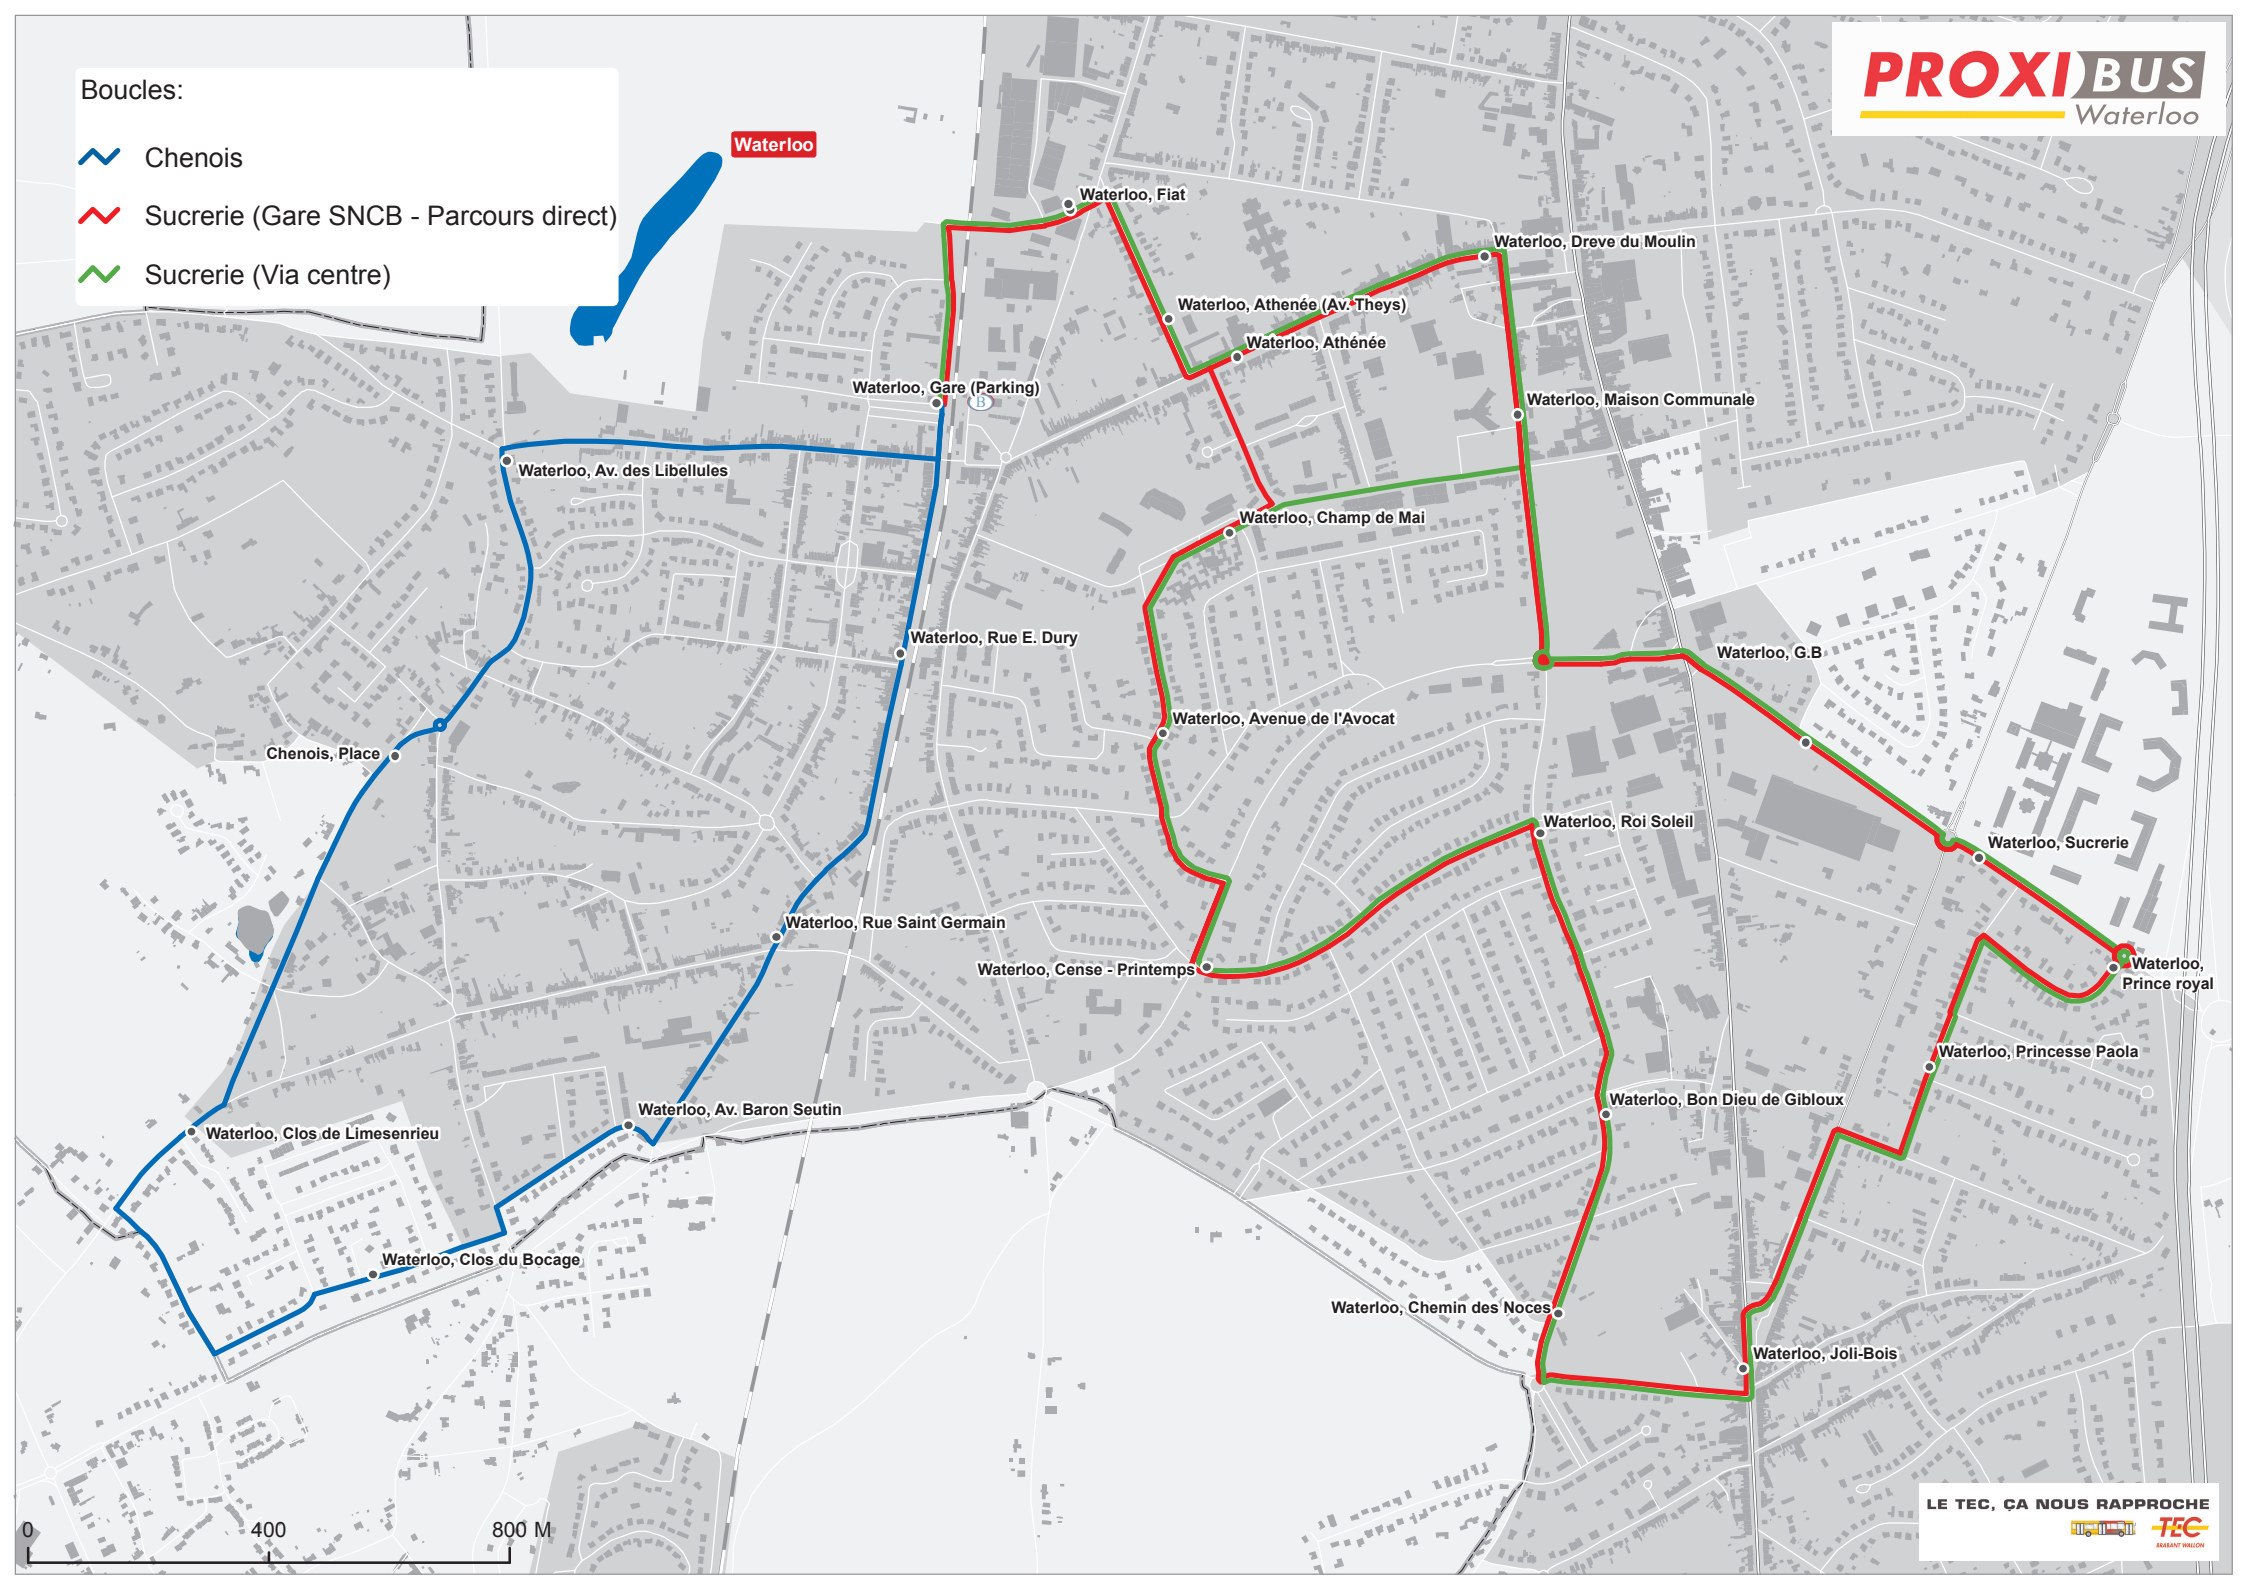 Boucles:
Chenois
Sucrerie (Gare SNCB - Parcours direct)
Sucrerie (Via centre)
PROXIBUS
Waterloo
Waterloo
Waterloo, Fiat
Waterloo, Dreve du Moulin
Waterloo, Athenée (Av. Theys)
Waterloo, Athénée
Waterloo, Gare (Parking)
B
Waterloo, Maison Communale
Waterloo, Av. des Libellules
Waterloo, Champ de Mai
Waterloo, Rue E. Dury
Waterloo, G.B
Waterloo, Avenue de l'Avocat
Chenois, Place
Waterloo, Roi Soleil
Waterloo, Sucrerie
Waterloo, Rue Saint Germain
Waterloo, Cense - Printemps
Waterloo,
Prince royal
Waterloo, Princesse Paola
Waterloo, Bon Dieu de Gibloux
Waterloo, Av. Baron Seutin
Waterloo, Clos de Limesenrieu
Waterloo, Clos du Bocage
Waterloo, Chemin des Noces
Waterloo, Joli-Bois
0 400 800 M
LE TEC, ÇA NOUS RAPPROCHE
TEC
BRABANT WALLON